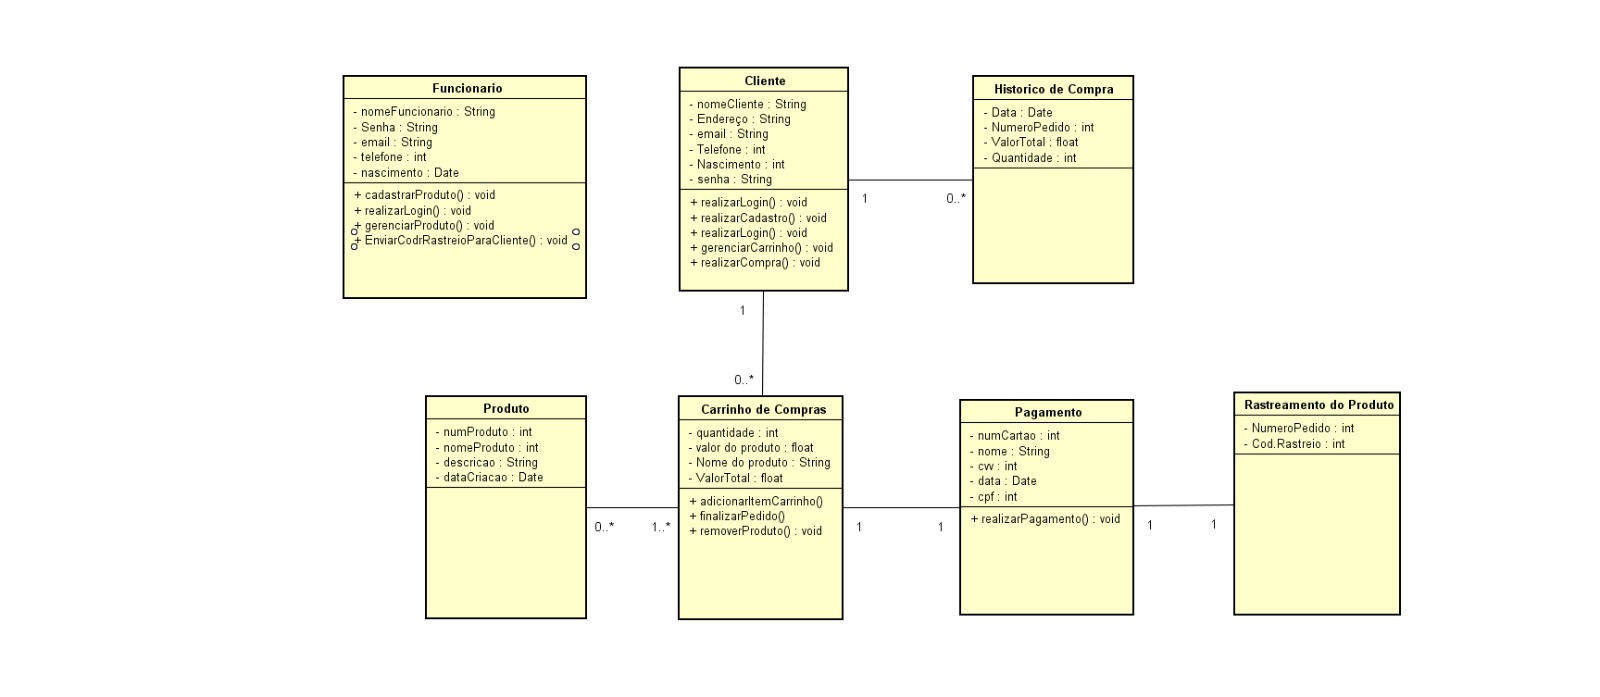 Funcionario
- nomeFuncionario : String
- Senha : String
- email : String
- telefone : int
- nascimento : Date
+ cadastrarProduto() : void
+ realizarLogin() : void
+ gerenciarProduto() : void
+ EnviarCodrRastreioParaCliente() : void
Cliente
- nomeCliente : String
- Endereço : String
- email : String
- Telefone : int
- Nascimento : int
- senha : String
+ realizarLogin() : void
+ realizarCadastro() : void
+ realizarLogin() : void
+ gerenciarCarrinho() : void
+ realizarCompra() : void
Historico de Compra
- Data : Date
- NumeroPedido : int
- ValorTotal : float
- Quantidade : int
1
0..*
1
0..*
Produto
- numProduto : int
- nomeProduto : int
- descricao : String
- dataCriacao : Date
0..*
1..*
Carrinho de Compras
- quantidade : int
- valor do produto : float
- Nome do produto : String
- ValorTotal : float
+ adicionarItemCarrinho()
+ finalizarPedido()
+ removerProduto() : void
1
1
Pagamento
- numCartao : int
- nome : String
- cvv : int
- data : Date
- cpf : int
+ realizarPagamento() : void
1
1
Rastreamento do Produto
- NumeroPedido : int
- Cod.Rastreio : int